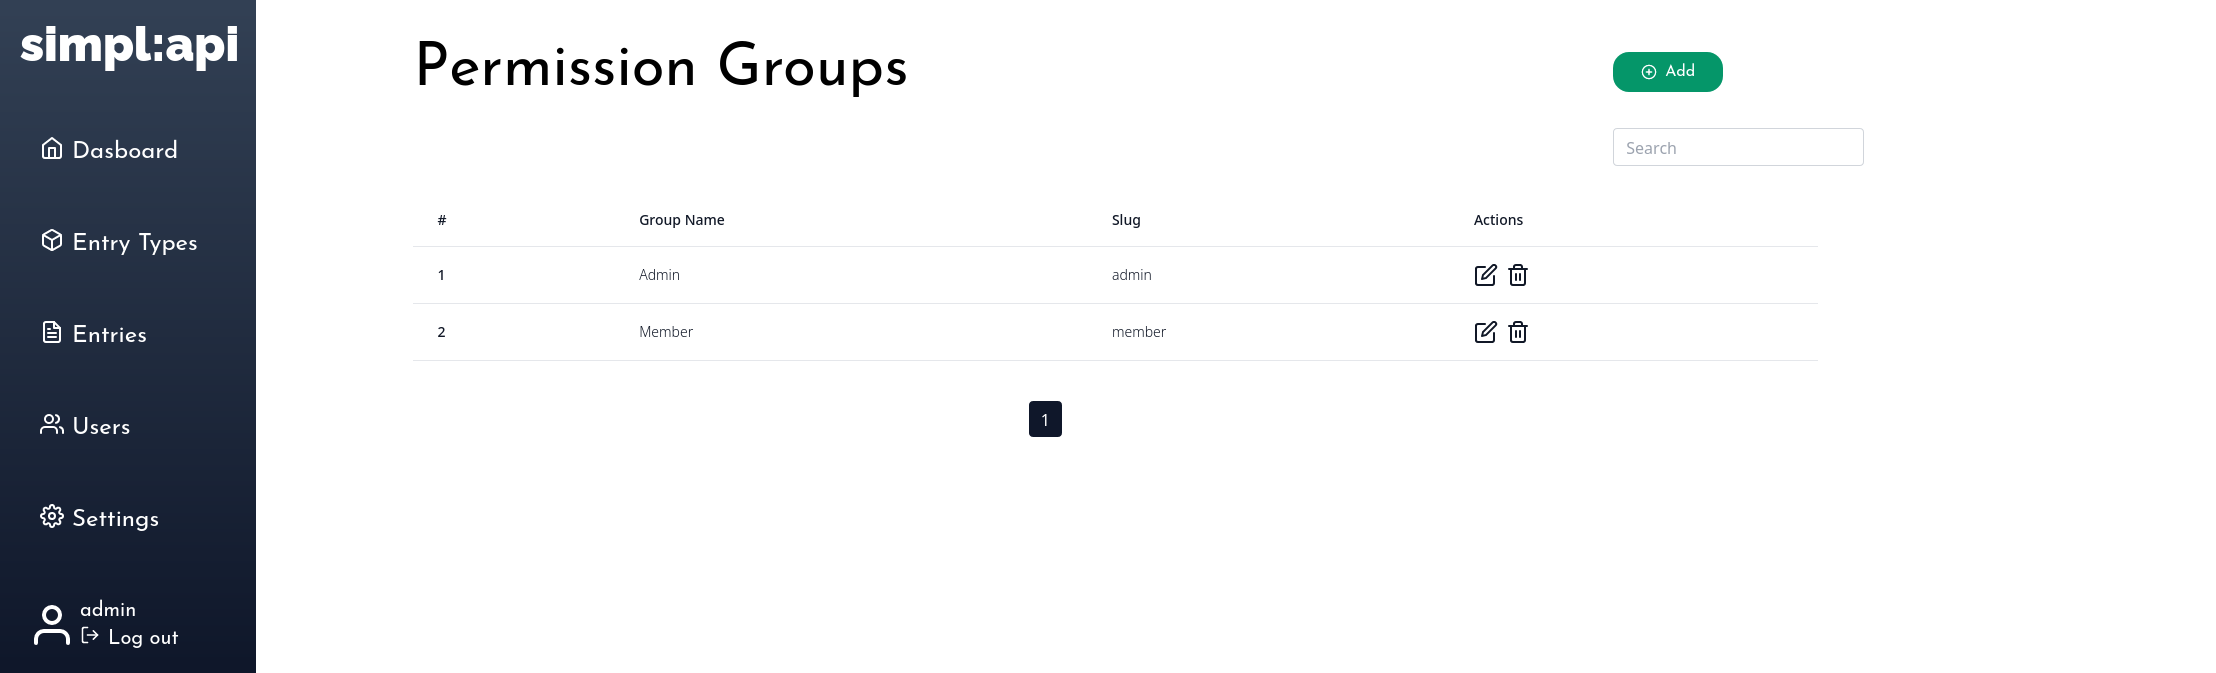 simpl:api
Dasboard
Entry Types
Entries
Users
Settings
admin
Log out
Permission Groups
Add
Search
# Group Name Slug Actions
1 Admin admin
2 Member member
1